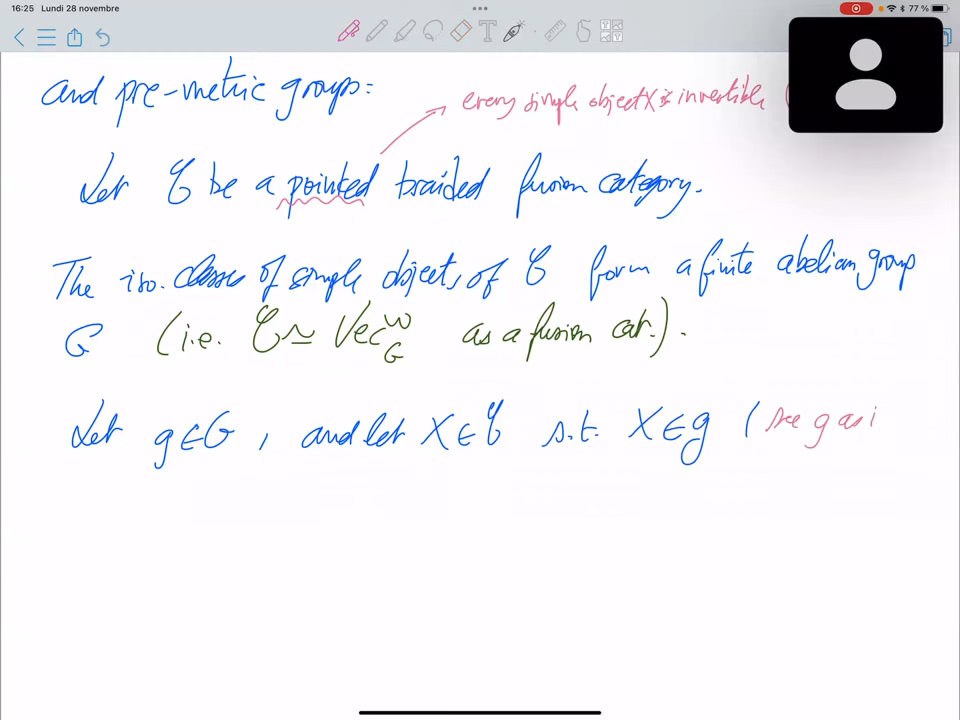 16:25 Lundi 28 novembre 77 %
and pre-metric groups:
every simple object X is invertible (
Let 𝒞 be a pointed braided fusion category.
The iso. classes of simple objects of 𝒞 form a finite abelian group
G (i.e. 𝒞 ≃ Vec_G^ω as a fusion cat.).
Let g ∈ G, and let X ∈ 𝒞 s.t. X ∈ g (see g as i